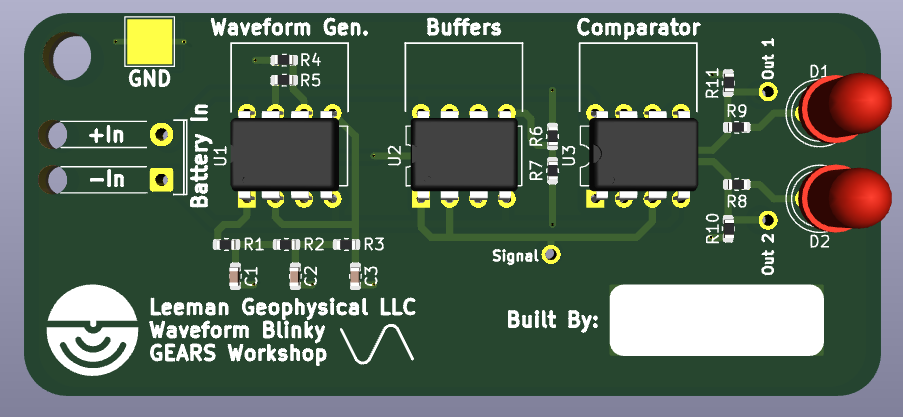 Waveform Gen.
Buffers
Comparator
GND
R4
R5
R11
Out 1
D1
+In
-In
Battery In
U1
U2
R6
R7
U3
R9
R8
R10
Out 2
D2
R1
R2
R3
C1
C2
C3
Signal
Leeman Geophysical LLC
Waveform Blinky
GEARS Workshop
Built By: